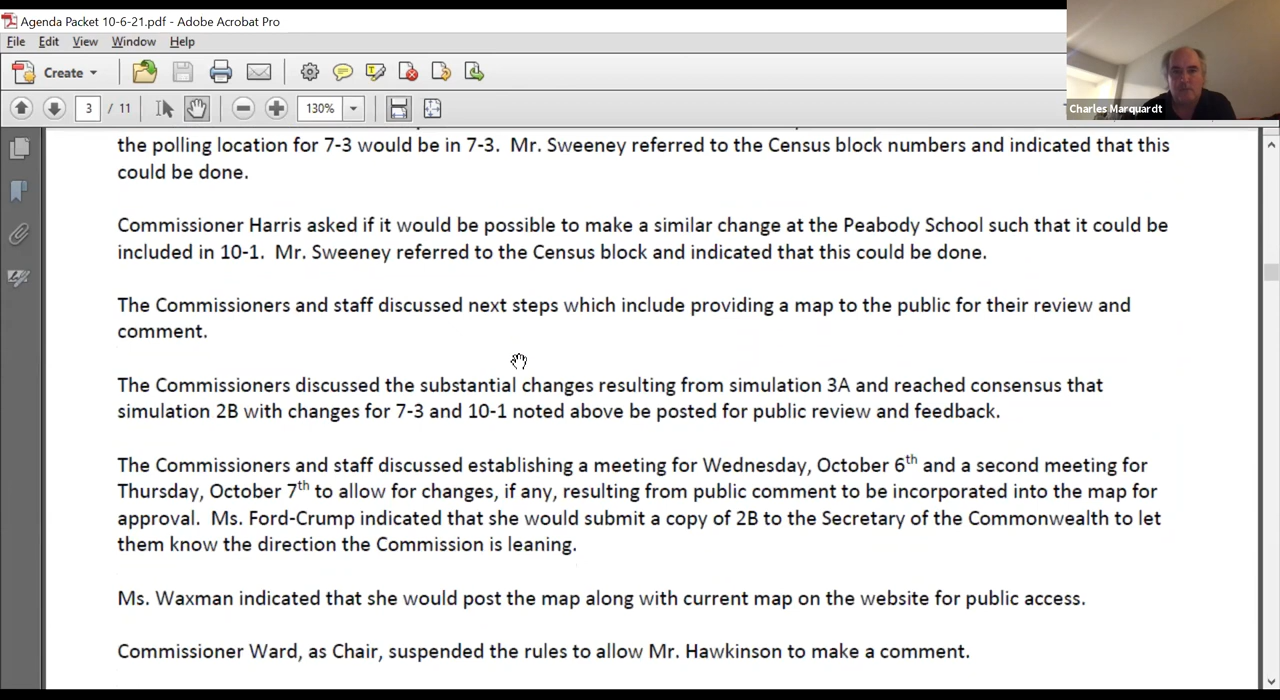 Agenda Packet 10-6-21.pdf - Adobe Acrobat Pro
File Edit View Window Help
Create
3 / 11 130%
Charles Marquardt
the polling location for 7-3 would be in 7-3. Mr. Sweeney referred to the Census block numbers and indicated that this
could be done.
Commissioner Harris asked if it would be possible to make a similar change at the Peabody School such that it could be
included in 10-1. Mr. Sweeney referred to the Census block and indicated that this could be done.
The Commissioners and staff discussed next steps which include providing a map to the public for their review and
comment.
The Commissioners discussed the substantial changes resulting from simulation 3A and reached consensus that
simulation 2B with changes for 7-3 and 10-1 noted above be posted for public review and feedback.
The Commissioners and staff discussed establishing a meeting for Wednesday, October 6th and a second meeting for
Thursday, October 7th to allow for changes, if any, resulting from public comment to be incorporated into the map for
approval. Ms. Ford-Crump indicated that she would submit a copy of 2B to the Secretary of the Commonwealth to let
them know the direction the Commission is leaning.
Ms. Waxman indicated that she would post the map along with current map on the website for public access.
Commissioner Ward, as Chair, suspended the rules to allow Mr. Hawkinson to make a comment.